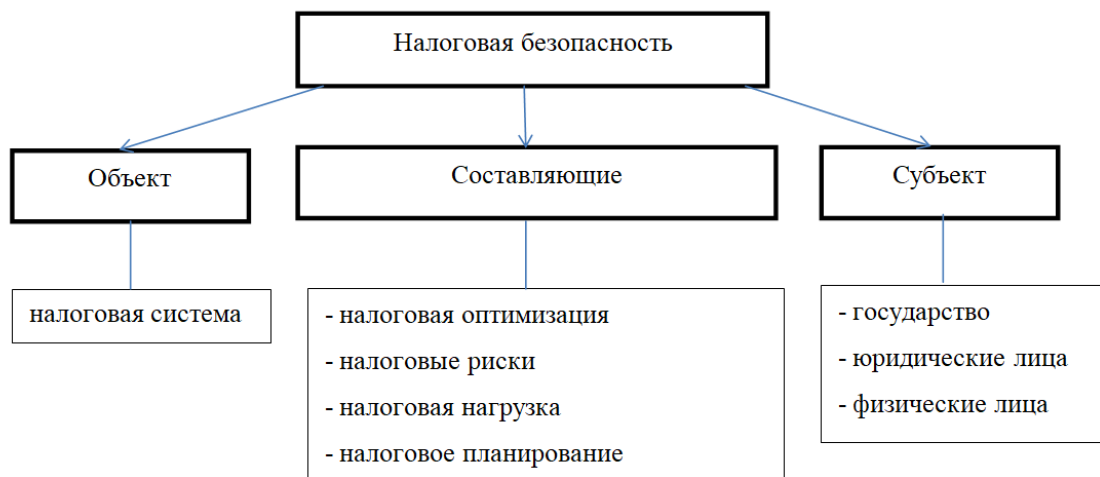 Налоговая безопасность
Объект
Составляющие
Субъект
налоговая система
- налоговая оптимизация
- налоговые риски
- налоговая нагрузка
- налоговое планирование
- государство
- юридические лица
- физические лица